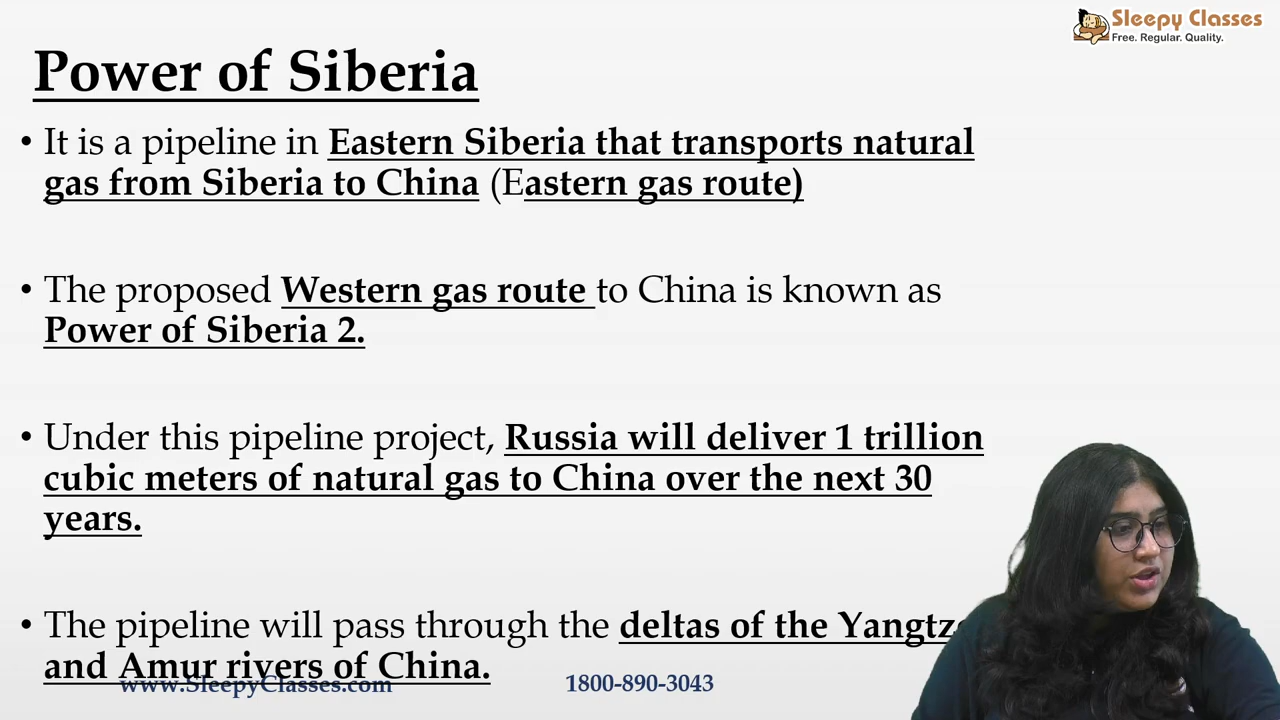 Sleepy Classes
Free. Regular. Quality.
Power of Siberia
• It is a pipeline in Eastern Siberia that transports natural
gas from Siberia to China (Eastern gas route)
• The proposed Western gas route to China is known as
Power of Siberia 2.
• Under this pipeline project, Russia will deliver 1 trillion
cubic meters of natural gas to China over the next 30
years.
• The pipeline will pass through the deltas of the Yangtze
and Amur rivers of China.
www.SleepyClasses.com
1800-890-3043